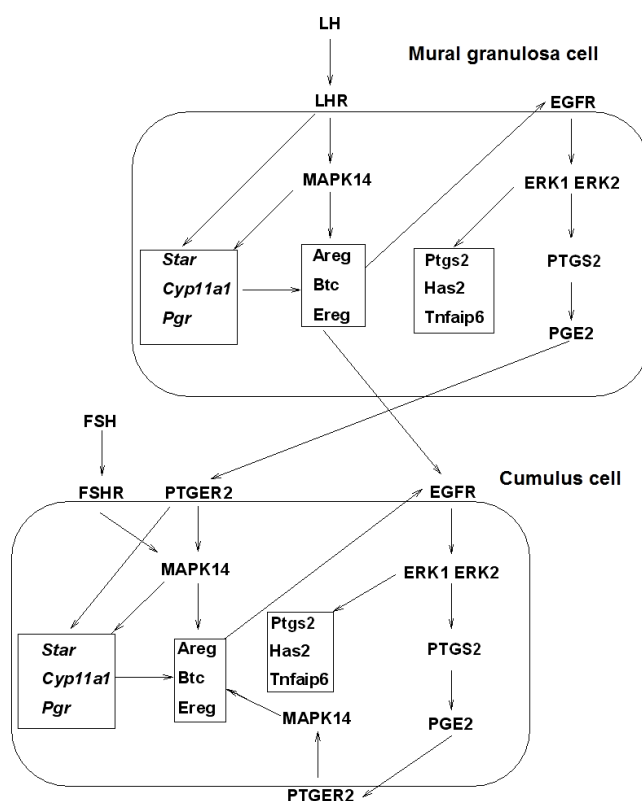 LH
Mural granulosa cell
LHR
EGFR
MAPK14
ERK1 ERK2
Star
Cyp11a1
Pgr
Areg
Btc
Ereg
Ptgs2
Has2
Tnfaip6
PTGS2
PGE2
FSH
Cumulus cell
FSHR
PTGER2
EGFR
MAPK14
ERK1 ERK2
Star
Cyp11a1
Pgr
Areg
Btc
Ereg
Ptgs2
Has2
Tnfaip6
PTGS2
MAPK14
PGE2
PTGER2